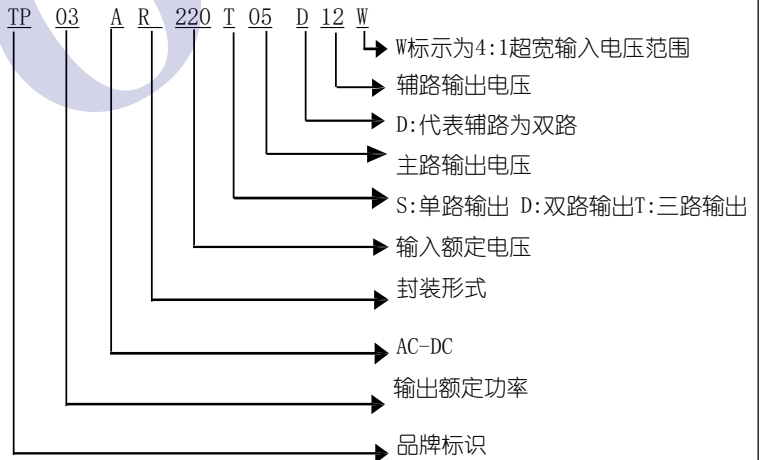 TP 03 A R 220 T 05 D 12 W
W标示为4:1超宽输入电压范围
辅路输出电压
D:代表辅路为双路
主路输出电压
S:单路输出 D:双路输出T:三路输出
输入额定电压
封装形式
AC-DC
输出额定功率
品牌标识